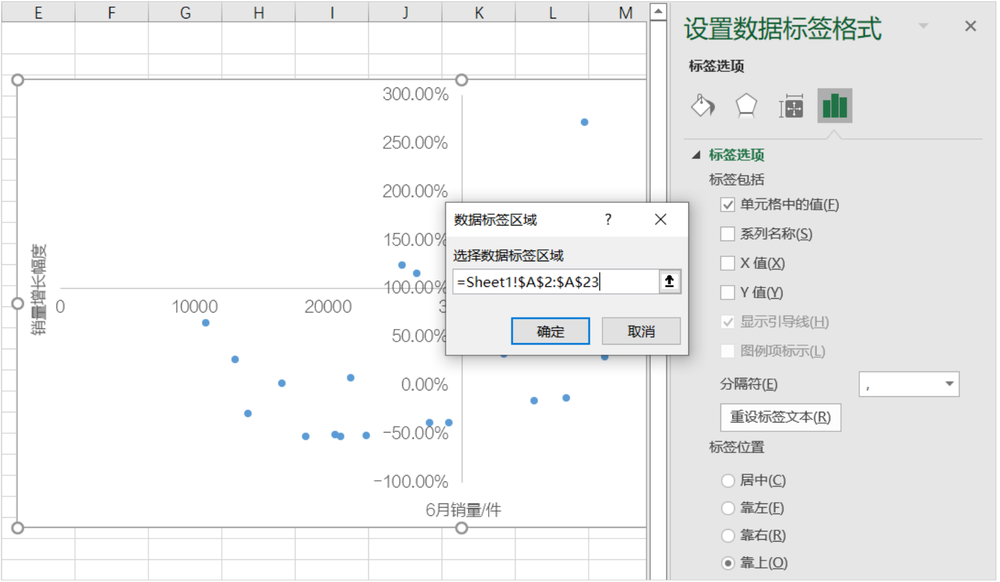 E F G H I J K L M
设置数据标签格式
标签选项
标签选项
标签包括
单元格中的值(F)
系列名称(S)
X 值(X)
Y 值(Y)
显示引导线(H)
图例项标示(L)
分隔符(E) ,
重设标签文本(R)
标签位置
居中(C)
靠左(F)
靠右(R)
靠上(O)
300.00%
250.00%
200.00%
150.00%
100.00%
50.00%
0.00%
-50.00%
-100.00%
0 10000 20000 3
销量增长幅度
6月销量/件
数据标签区域 ?
选择数据标签区域
=Sheet1!$A$2:$A$23
确定 取消